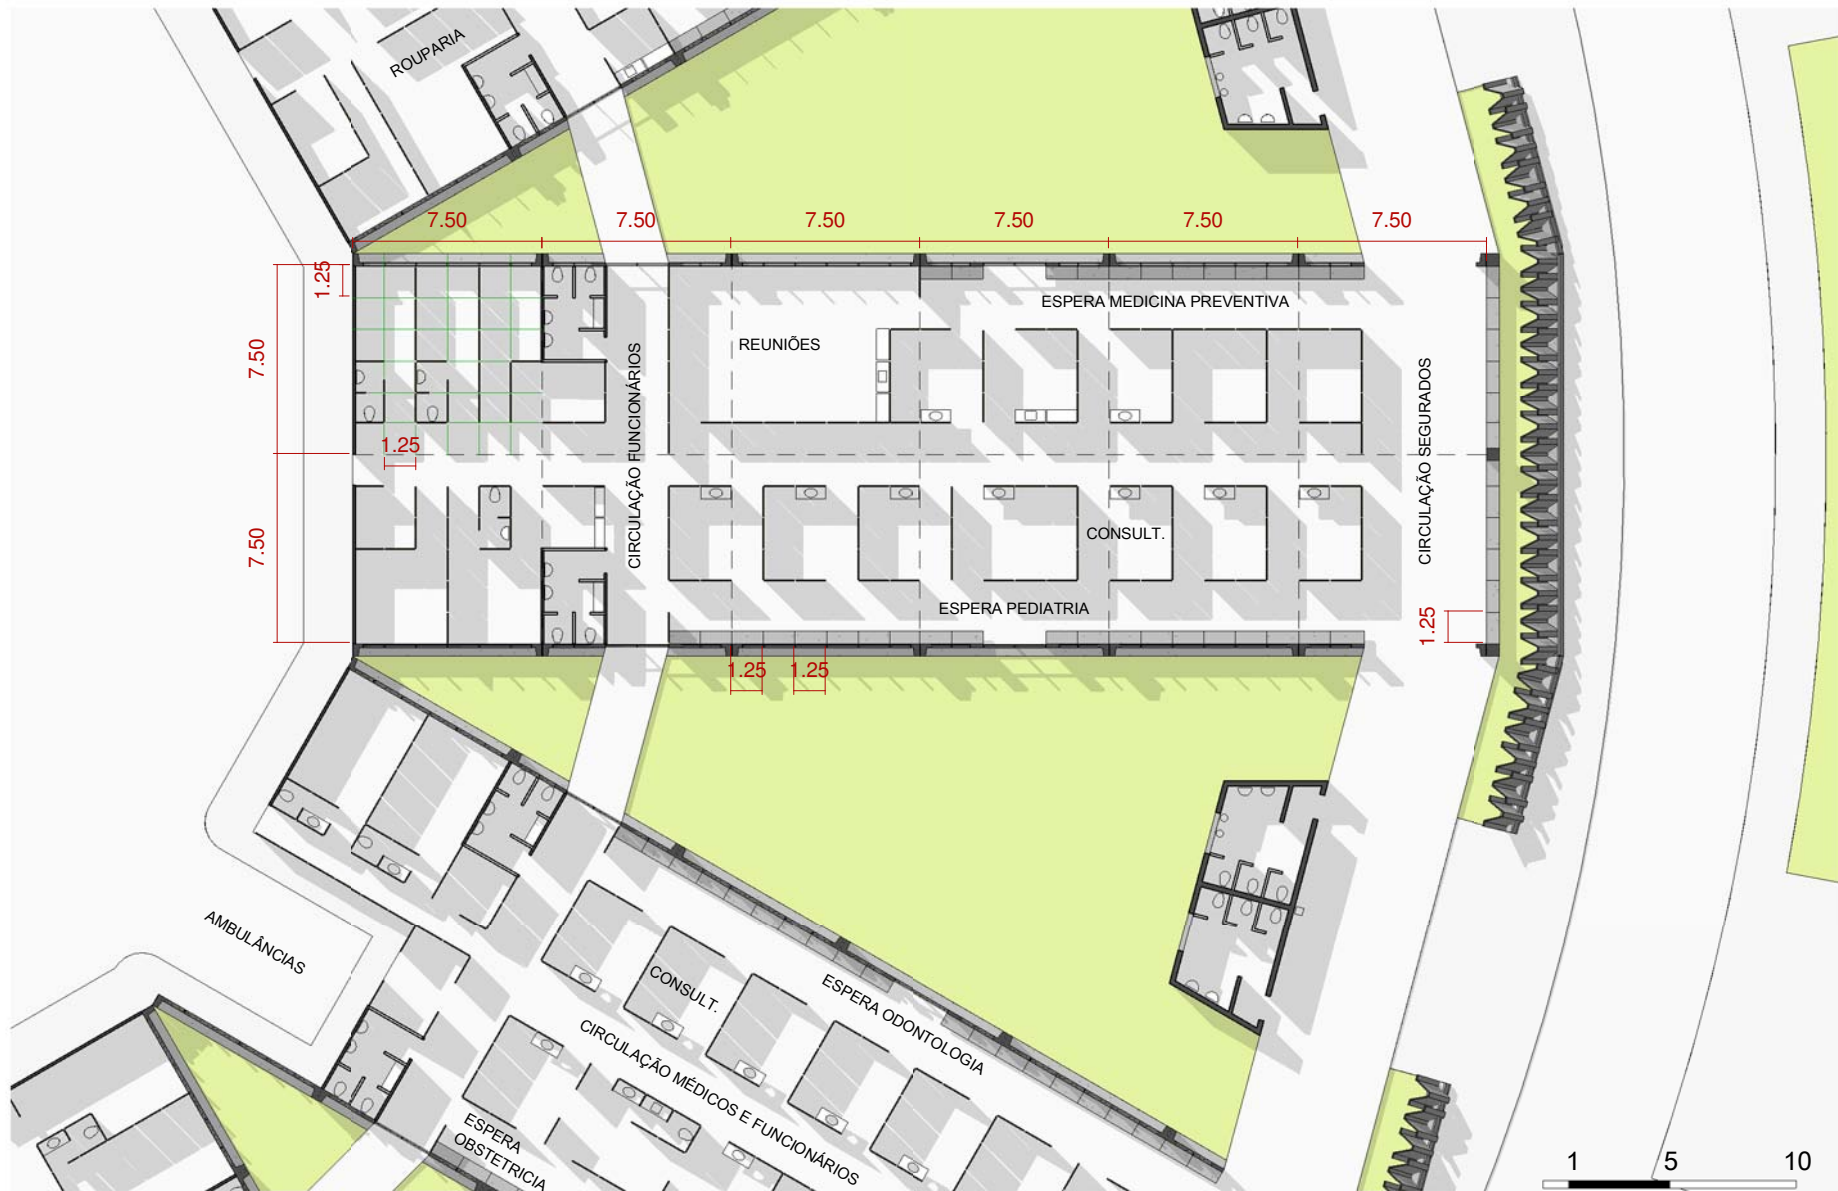 ROUPARIA
7.50
7.50
7.50
7.50
7.50
7.50
1.25
ESPERA MEDICINA PREVENTIVA
REUNIÕES
7.50
CIRCULAÇÃO FUNCIONÁRIOS
CIRCULAÇÃO SEGURADOS
1.25
7.50
CONSULT.
ESPERA PEDIATRIA
1.25
1.25
1.25
AMBULÂNCIAS
CONSULT.
ESPERA ODONTOLOGIA
CIRCULAÇÃO MÉDICOS E FUNCIONÁRIOS
ESPERA
OBSTETRICIA
1
5
10